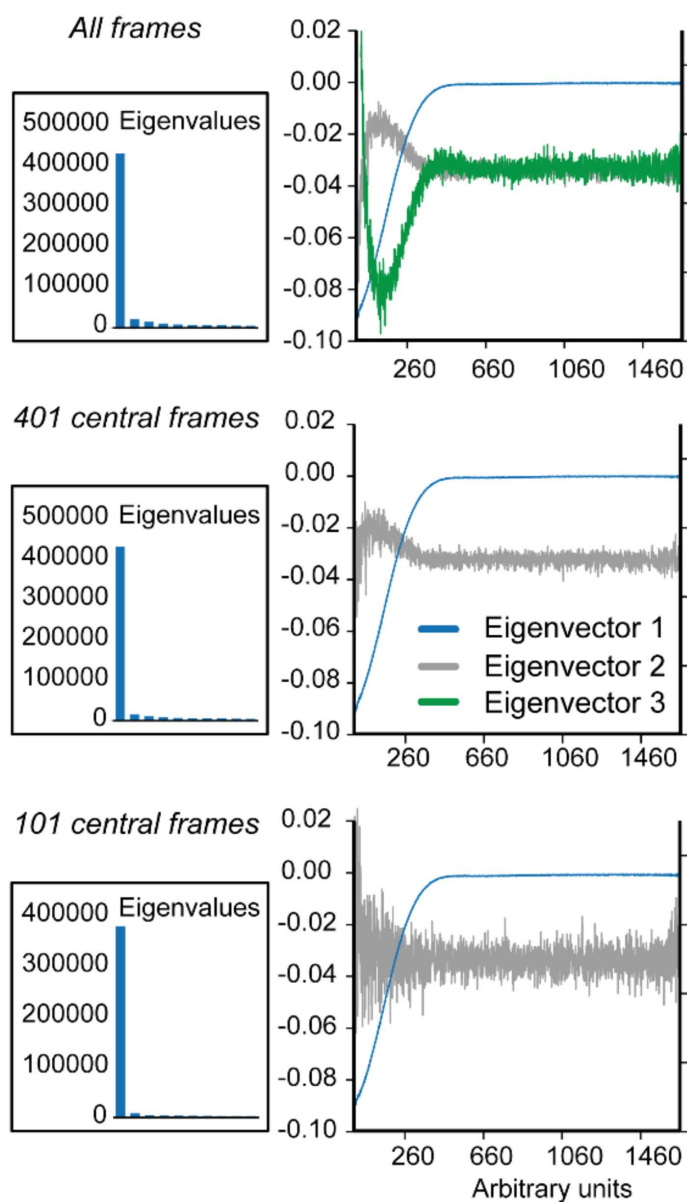 All frames
500000 Eigenvalues
400000
300000
200000
100000
0
0.02
0.00
-0.02
-0.04
-0.06
-0.08
-0.10
260 660 1060 1460
401 central frames
500000 Eigenvalues
400000
300000
200000
100000
0
0.02
0.00
-0.02
-0.04
-0.06
-0.08
-0.10
Eigenvector 1
Eigenvector 2
Eigenvector 3
260 660 1060 1460
101 central frames
400000 Eigenvalues
300000
200000
100000
0
0.02
0.00
-0.02
-0.04
-0.06
-0.08
-0.10
260 660 1060 1460
Arbitrary units